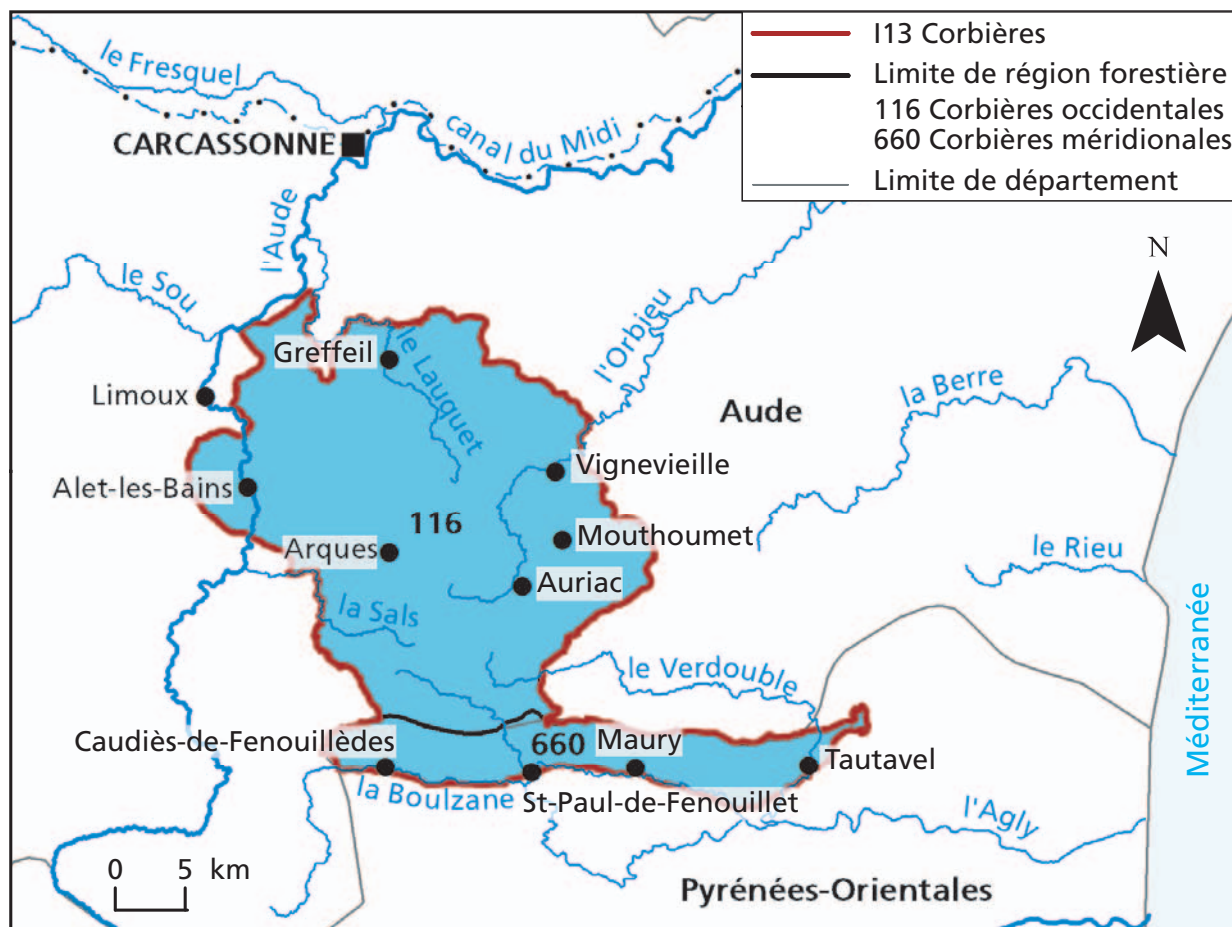 I13 Corbières
Limite de région forestière
116 Corbières occidentales
660 Corbières méridionales
Limite de département
le Fresquel
CARCASSONNE
canal du Midi
l'Aude
le Sou
N
Greffeil
le Lauquet
l'Orbieu
Limoux
Aude
la Berre
Vignevieille
Alet-les-Bains
116
Mouthoumet
Arques
le Rieu
Auriac
la Sals
le Verdouble
Méditerranée
Caudiès-de-Fenouillèdes
660
Maury
Tautavel
la Boulzane
St-Paul-de-Fenouillet
l'Agly
0 5 km
Pyrénées-Orientales